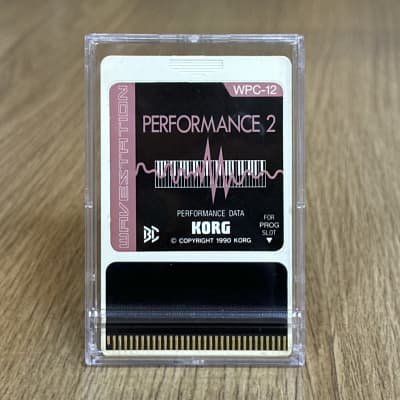 WPC-12
WAVESTATION
PERFORMANCE 2
PERFORMANCE DATA
KORG
© COPYRIGHT 1990 KORG
FOR
PROG
SLOT